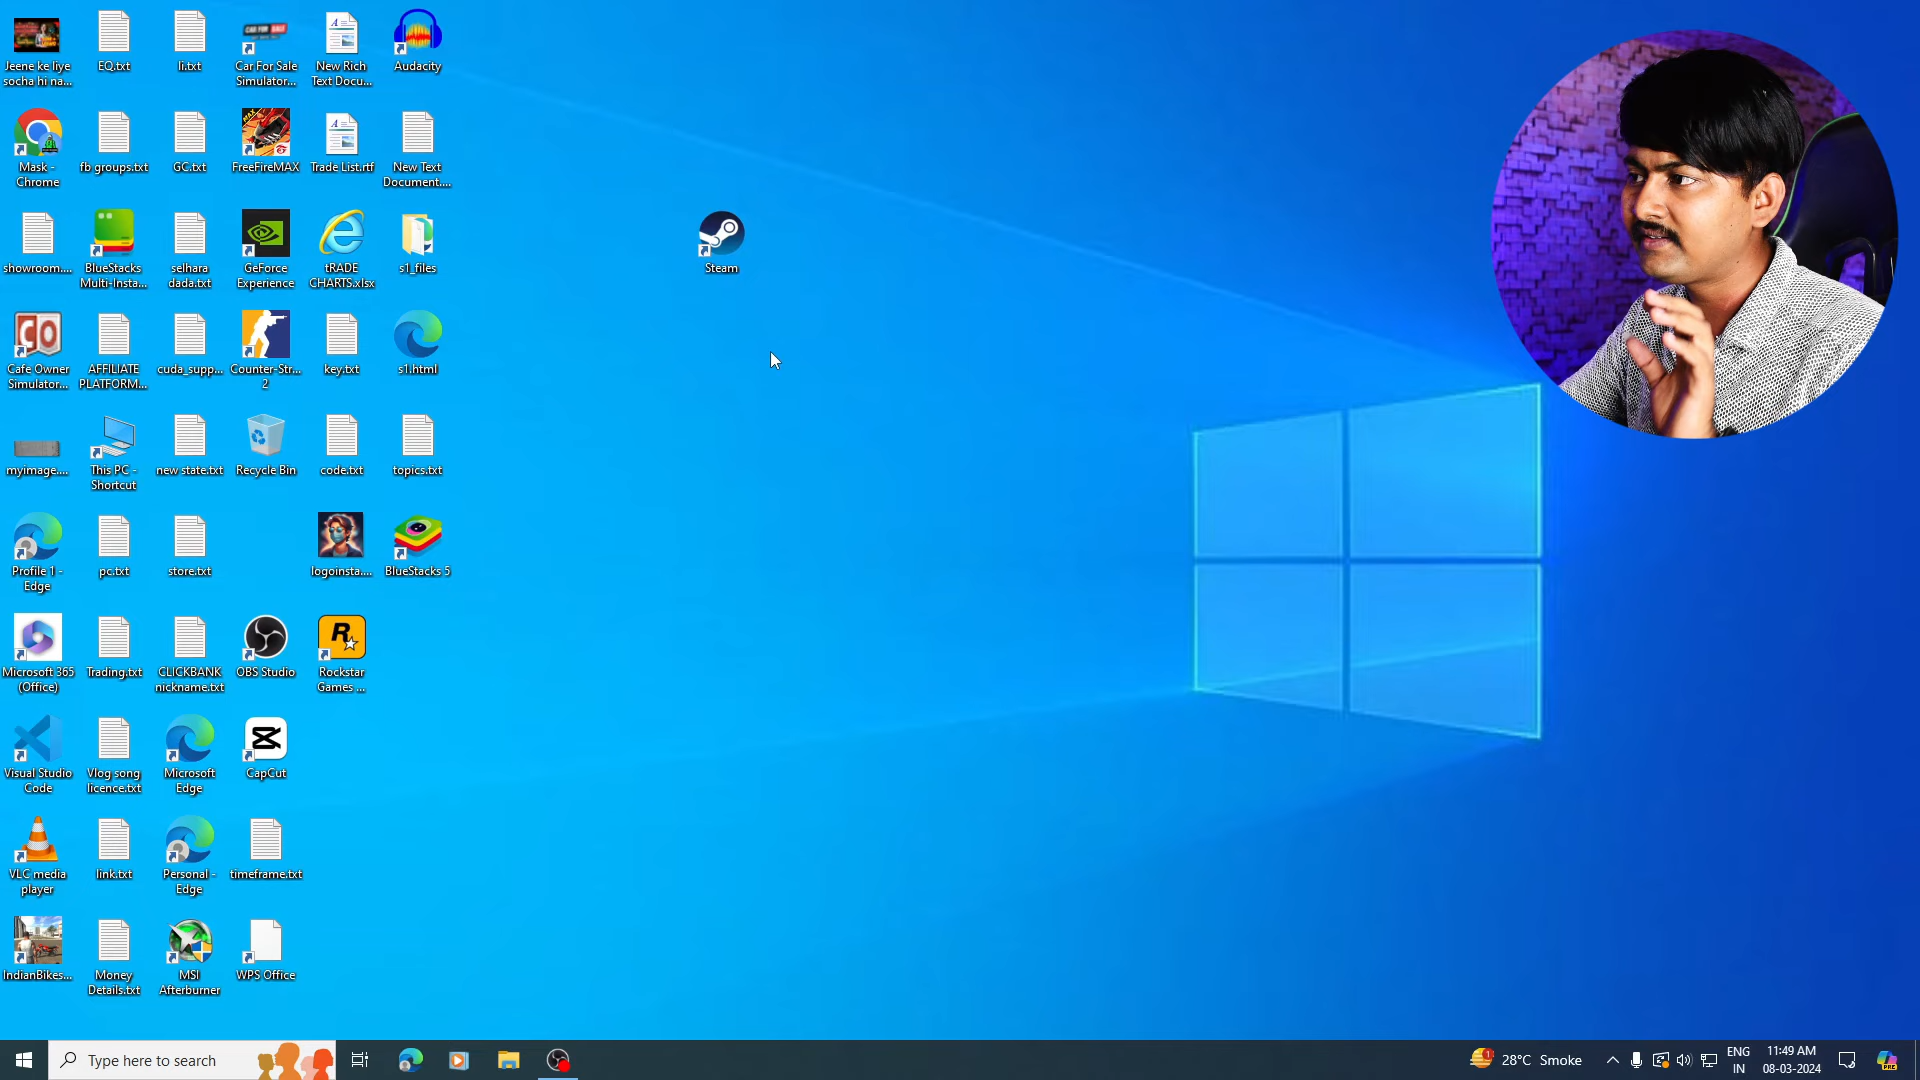 Jeene ke liye
socha hi na...
EQ.txt
li.txt
Car For Sale
Simulator...
New Rich
Text Docu...
Audacity
Mask -
Chrome
fb groups.txt
GC.txt
FreeFireMAX
Trade List.rtf
New Text
Document....
showroom....
BlueStacks
Multi-Insta...
selhara
dada.txt
GeForce
Experience
tRADE
CHARTS.xlsx
s1_files
Steam
Cafe Owner
Simulator...
AFFILIATE
PLATFORM...
cuda_supp...
Counter-Str...
2
key.txt
s1.html
myimage....
This PC -
Shortcut
new state.txt
Recycle Bin
code.txt
topics.txt
Profile 1 -
Edge
pc.txt
store.txt
logoinsta....
BlueStacks 5
Microsoft 365
(Office)
Trading.txt
CLICKBANK
nickname.txt
OBS Studio
Rockstar
Games ...
Visual Studio
Code
Vlog song
licence.txt
Microsoft
Edge
CapCut
VLC media
player
link.txt
Personal -
Edge
timeframe.txt
IndianBikes...
Money
Details.txt
MSI
Afterburner
WPS Office
Type here to search
28°C Smoke
ENG
IN
11:49 AM
08-03-2024